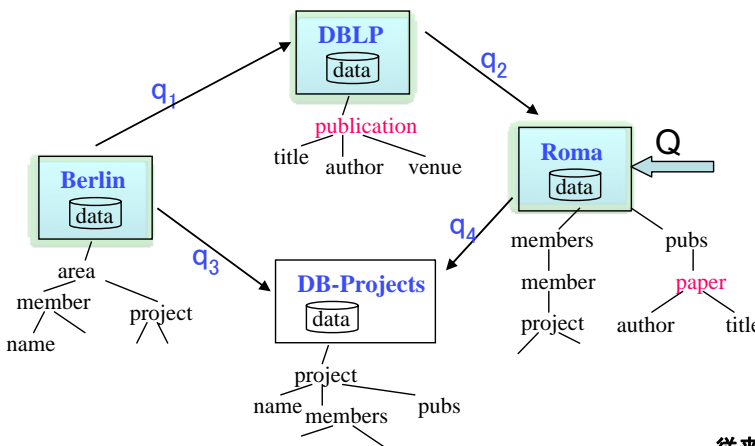 DBLP
data
q1
q2
publication
title
author
venue
Berlin
data
Roma
data
Q
area
member
project
name
q3
q4
DB-Projects
data
members
member
project
pubs
paper
author
title
project
name
members
pubs